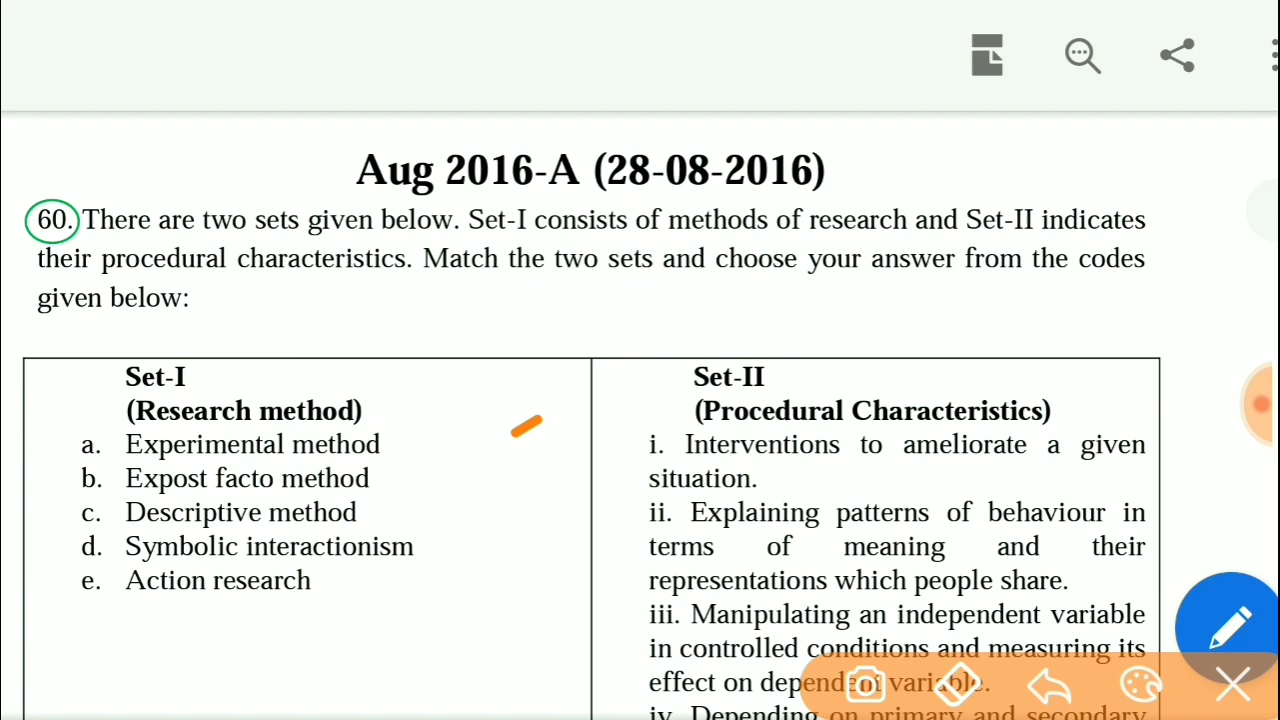 Aug 2016-A (28-08-2016)
60. There are two sets given below. Set-I consists of methods of research and Set-II indicates
their procedural characteristics. Match the two sets and choose your answer from the codes
given below:
Set-I
(Research method)
a. Experimental method
b. Expost facto method
c. Descriptive method
d. Symbolic interactionism
e. Action research
Set-II
(Procedural Characteristics)
i. Interventions to ameliorate a given
situation.
ii. Explaining patterns of behaviour in
terms of meaning and their
representations which people share.
iii. Manipulating an independent variable
in controlled conditions and measuring its
effect on dependent variable.
iv. Depending on primary and secondary